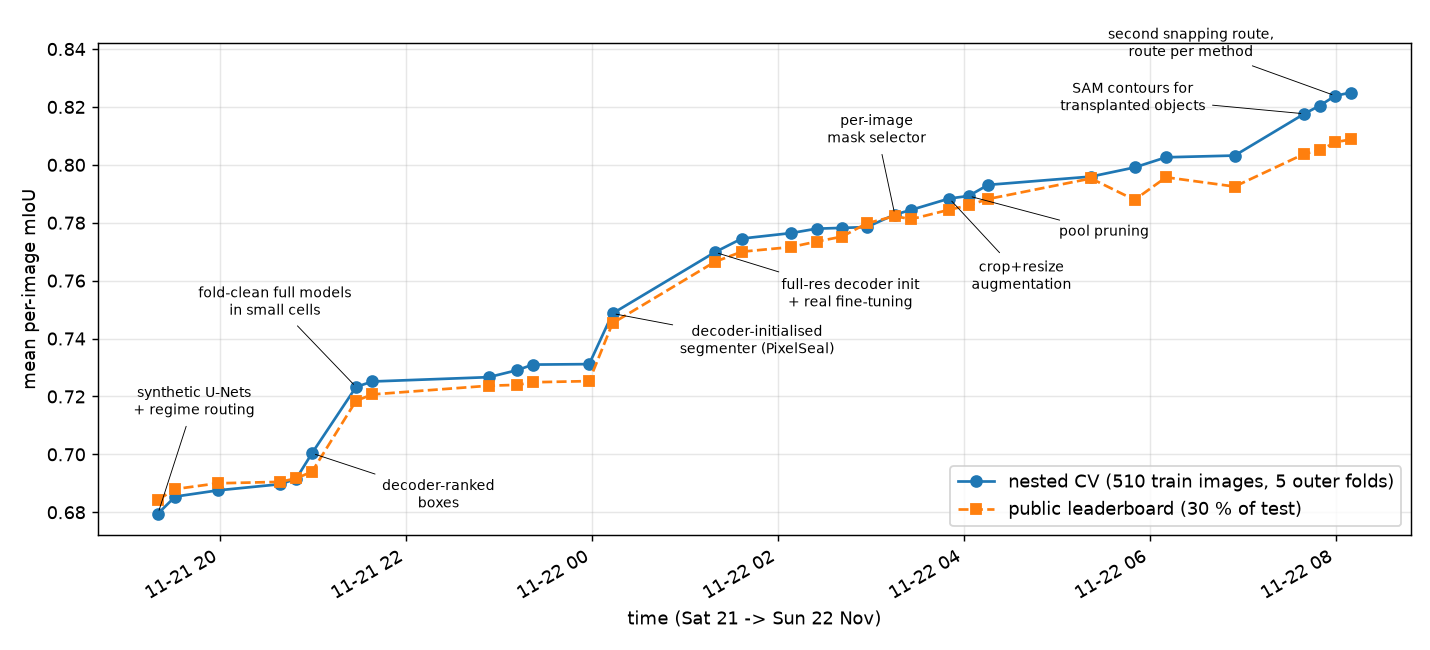 second snapping route,
route per method
0.84
SAM contours for
transplanted objects
0.82
per-image
mask selector
0.80
0.78
pool pruning
crop+resize
augmentation
0.76
full-res decoder init
+ real fine-tuning
fold-clean full models
in small cells
decoder-initialised
segmenter (PixelSeal)
0.74
0.72
synthetic U-Nets
+ regime routing
0.70
decoder-ranked
boxes
0.68
mean per-image mIoU
nested CV (510 train images, 5 outer folds)
public leaderboard (30 % of test)
11-21 20
11-21 22
11-22 00
11-22 02
11-22 04
11-22 06
11-22 08
time (Sat 21 -> Sun 22 Nov)